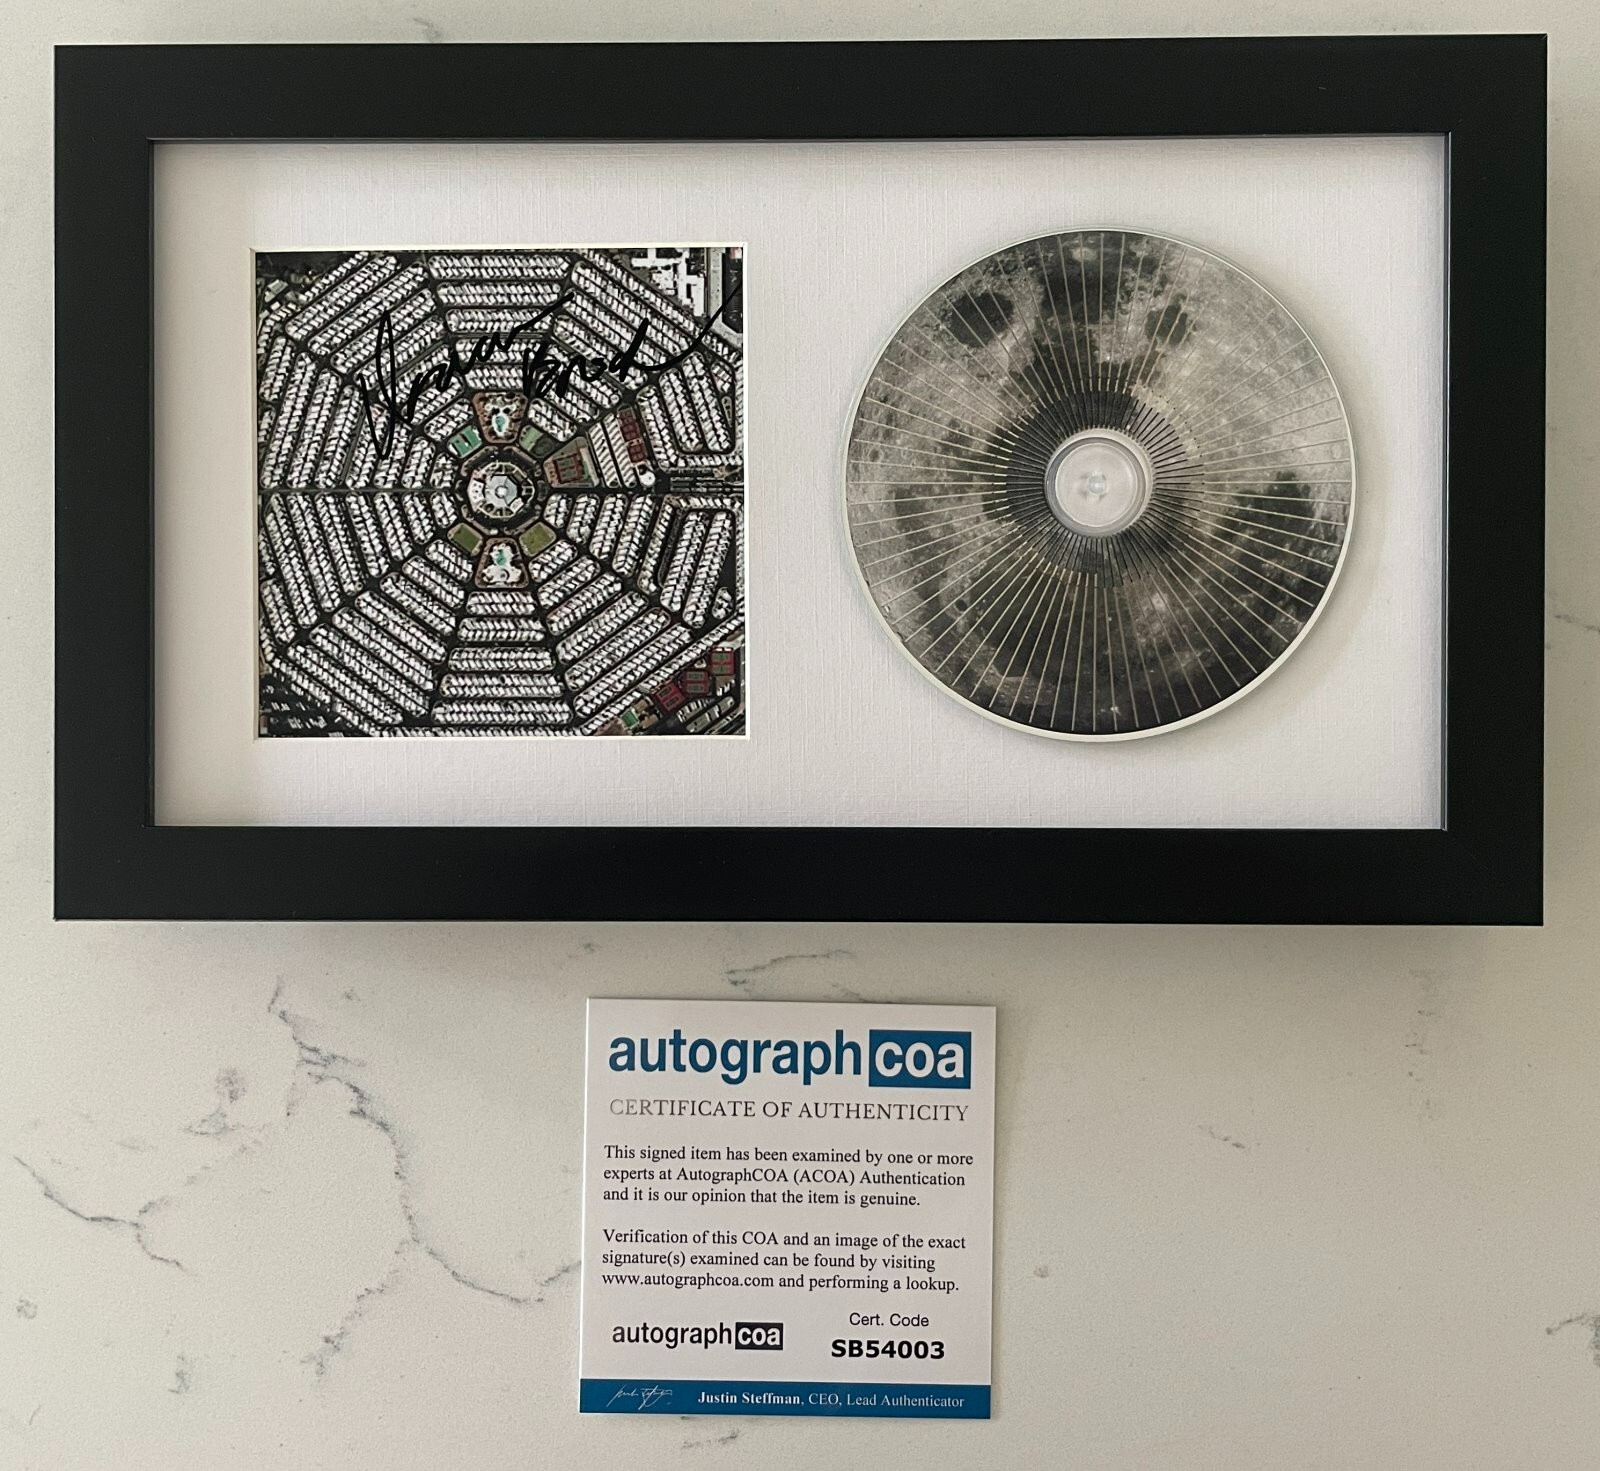 Isaac Brock
autographcoa
CERTIFICATE OF AUTHENTICITY
This signed item has been examined by one or more
experts at AutographCOA (ACOA) Authentication
and it is our opinion that the item is genuine.
Verification of this COA and an image of the exact
signature(s) examined can be found by visiting
www.autographcoa.com and performing a lookup.
Cert. Code
autographcoa
SB54003
Justin Steffman, CEO, Lead Authenticator